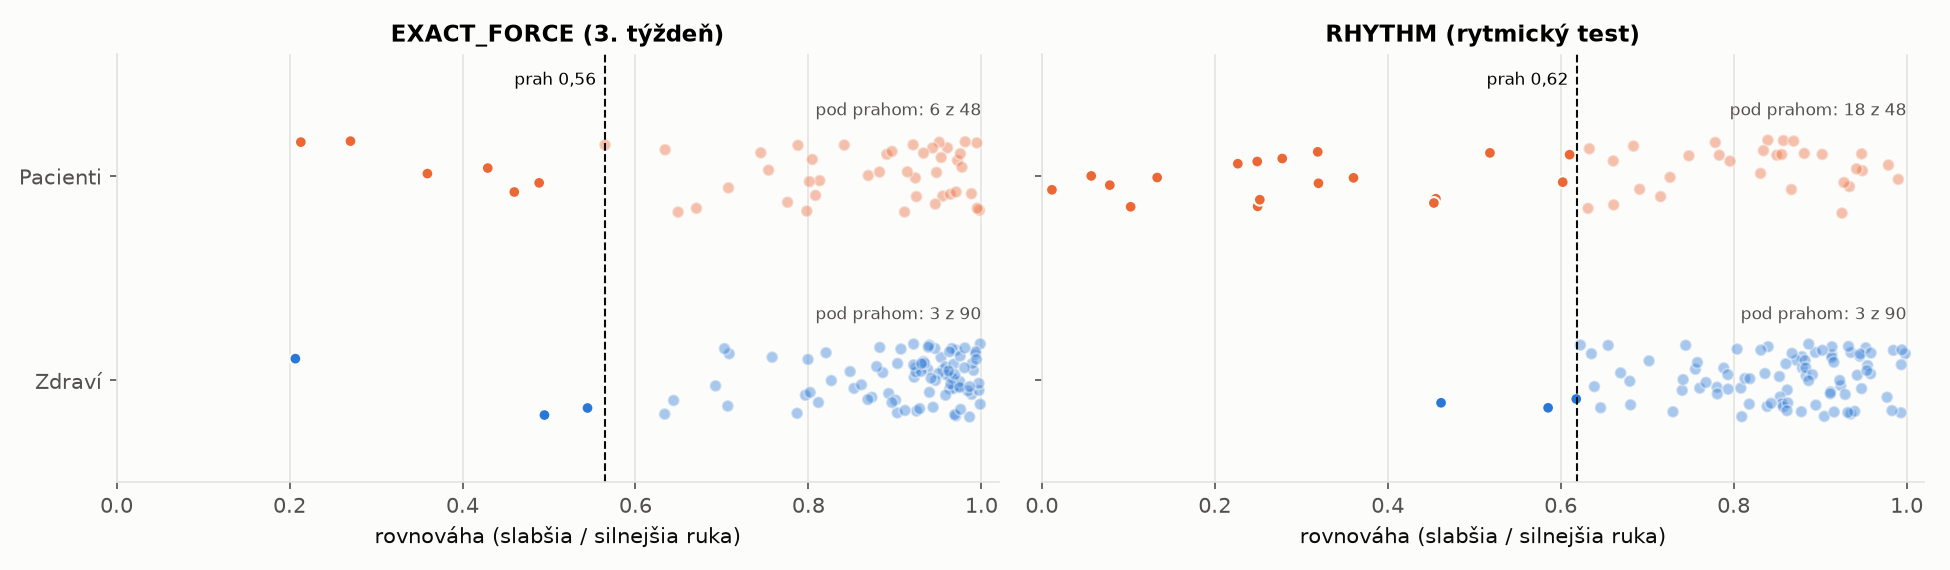 EXACT_FORCE (3. týždeň)
prah 0,56
pod prahom: 6 z 48
Pacienti
pod prahom: 3 z 90
Zdraví
0.0 0.2 0.4 0.6 0.8 1.0
rovnováha (slabšia / silnejšia ruka)
RHYTHM (rytmický test)
prah 0,62
pod prahom: 18 z 48
pod prahom: 3 z 90
0.0 0.2 0.4 0.6 0.8 1.0
rovnováha (slabšia / silnejšia ruka)